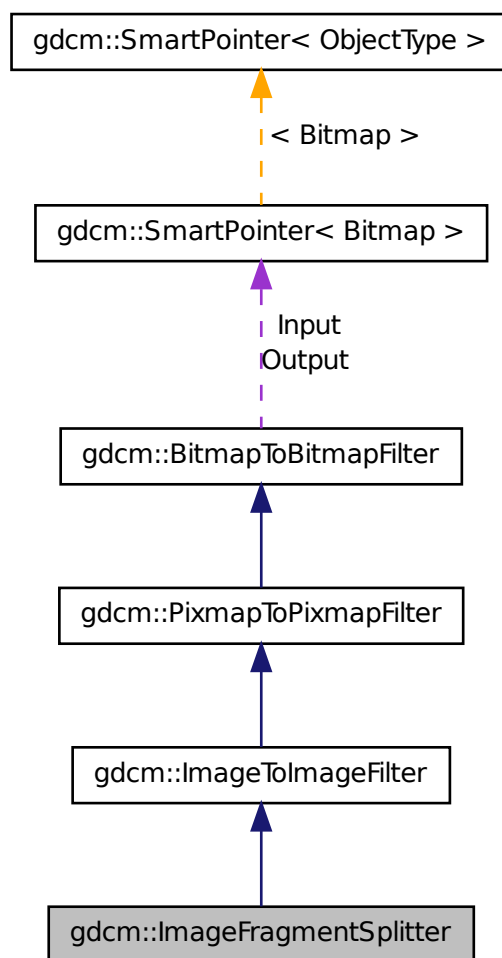 gdcm::SmartPointer< ObjectType >
< Bitmap >
gdcm::SmartPointer< Bitmap >
Input
Output
gdcm::BitmapToBitmapFilter
gdcm::PixmapToPixmapFilter
gdcm::ImageToImageFilter
gdcm::ImageFragmentSplitter